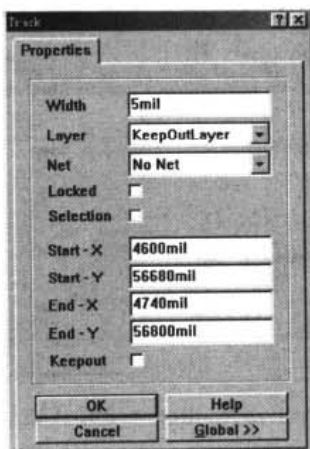 Track
Properties
Width 5mil
Layer KeepOutLayer
Net No Net
Locked
Selection
Start - X 4600mil
Start - Y 56680mil
End - X 4740mil
End - Y 56800mil
Keepout
OK Help
Cancel Global >>